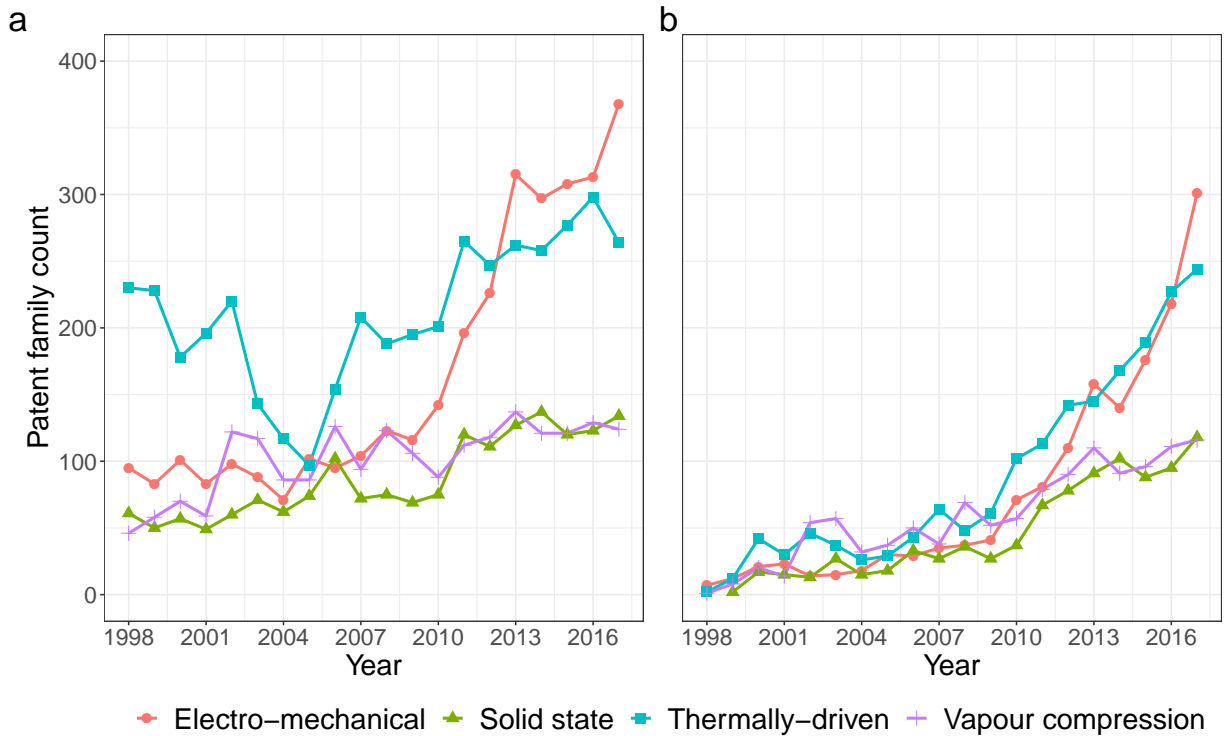 a
b
Patent family count
400
300
200
100
0
1998 2001 2004 2007 2010 2013 2016
1998 2001 2004 2007 2010 2013 2016
Year
Year
Electro−mechanical Solid state Thermally−driven Vapour compression